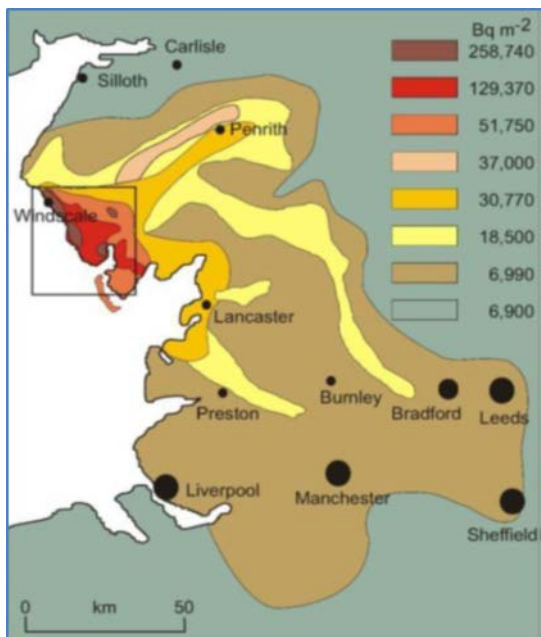 Bq m-2
Carlisle
258,740
Silloth
129,370
51,750
Penrith
37,000
30,770
Windscale
18,500
6,990
6,900
Lancaster
Preston
Burnley
Bradford
Leeds
Liverpool
Manchester
Sheffield
0 km 50